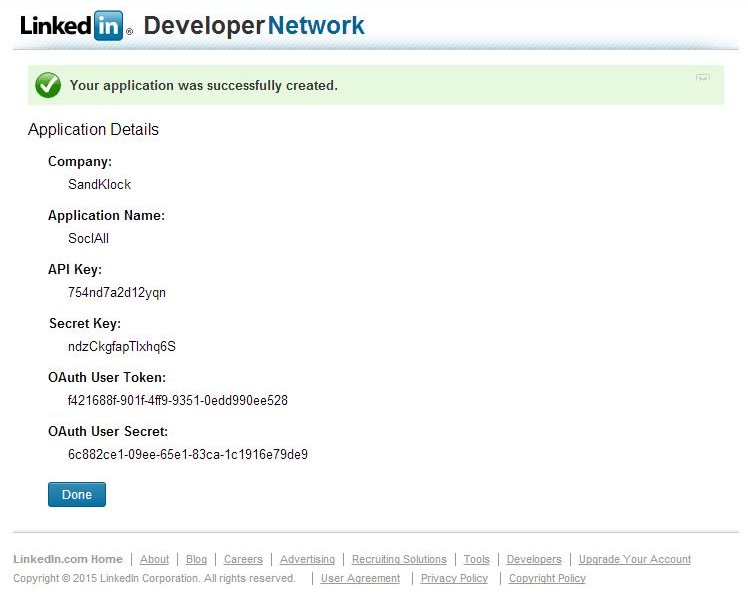 Linked in® Developer Network
Your application was successfully created.
Application Details
Company:
SandKlock
Application Name:
SoclAll
API Key:
754nd7a2d12yqn
Secret Key:
ndzCkgfapTlxhq6S
OAuth User Token:
f421688f-901f-4ff9-9351-0edd990ee528
OAuth User Secret:
6c882ce1-09ee-65e1-83ca-1c1916e79de9
Done
LinkedIn.com Home | About | Blog | Careers | Advertising | Recruiting Solutions | Tools | Developers | Upgrade Your Account
Copyright © 2015 LinkedIn Corporation. All rights reserved. | User Agreement | Privacy Policy | Copyright Policy